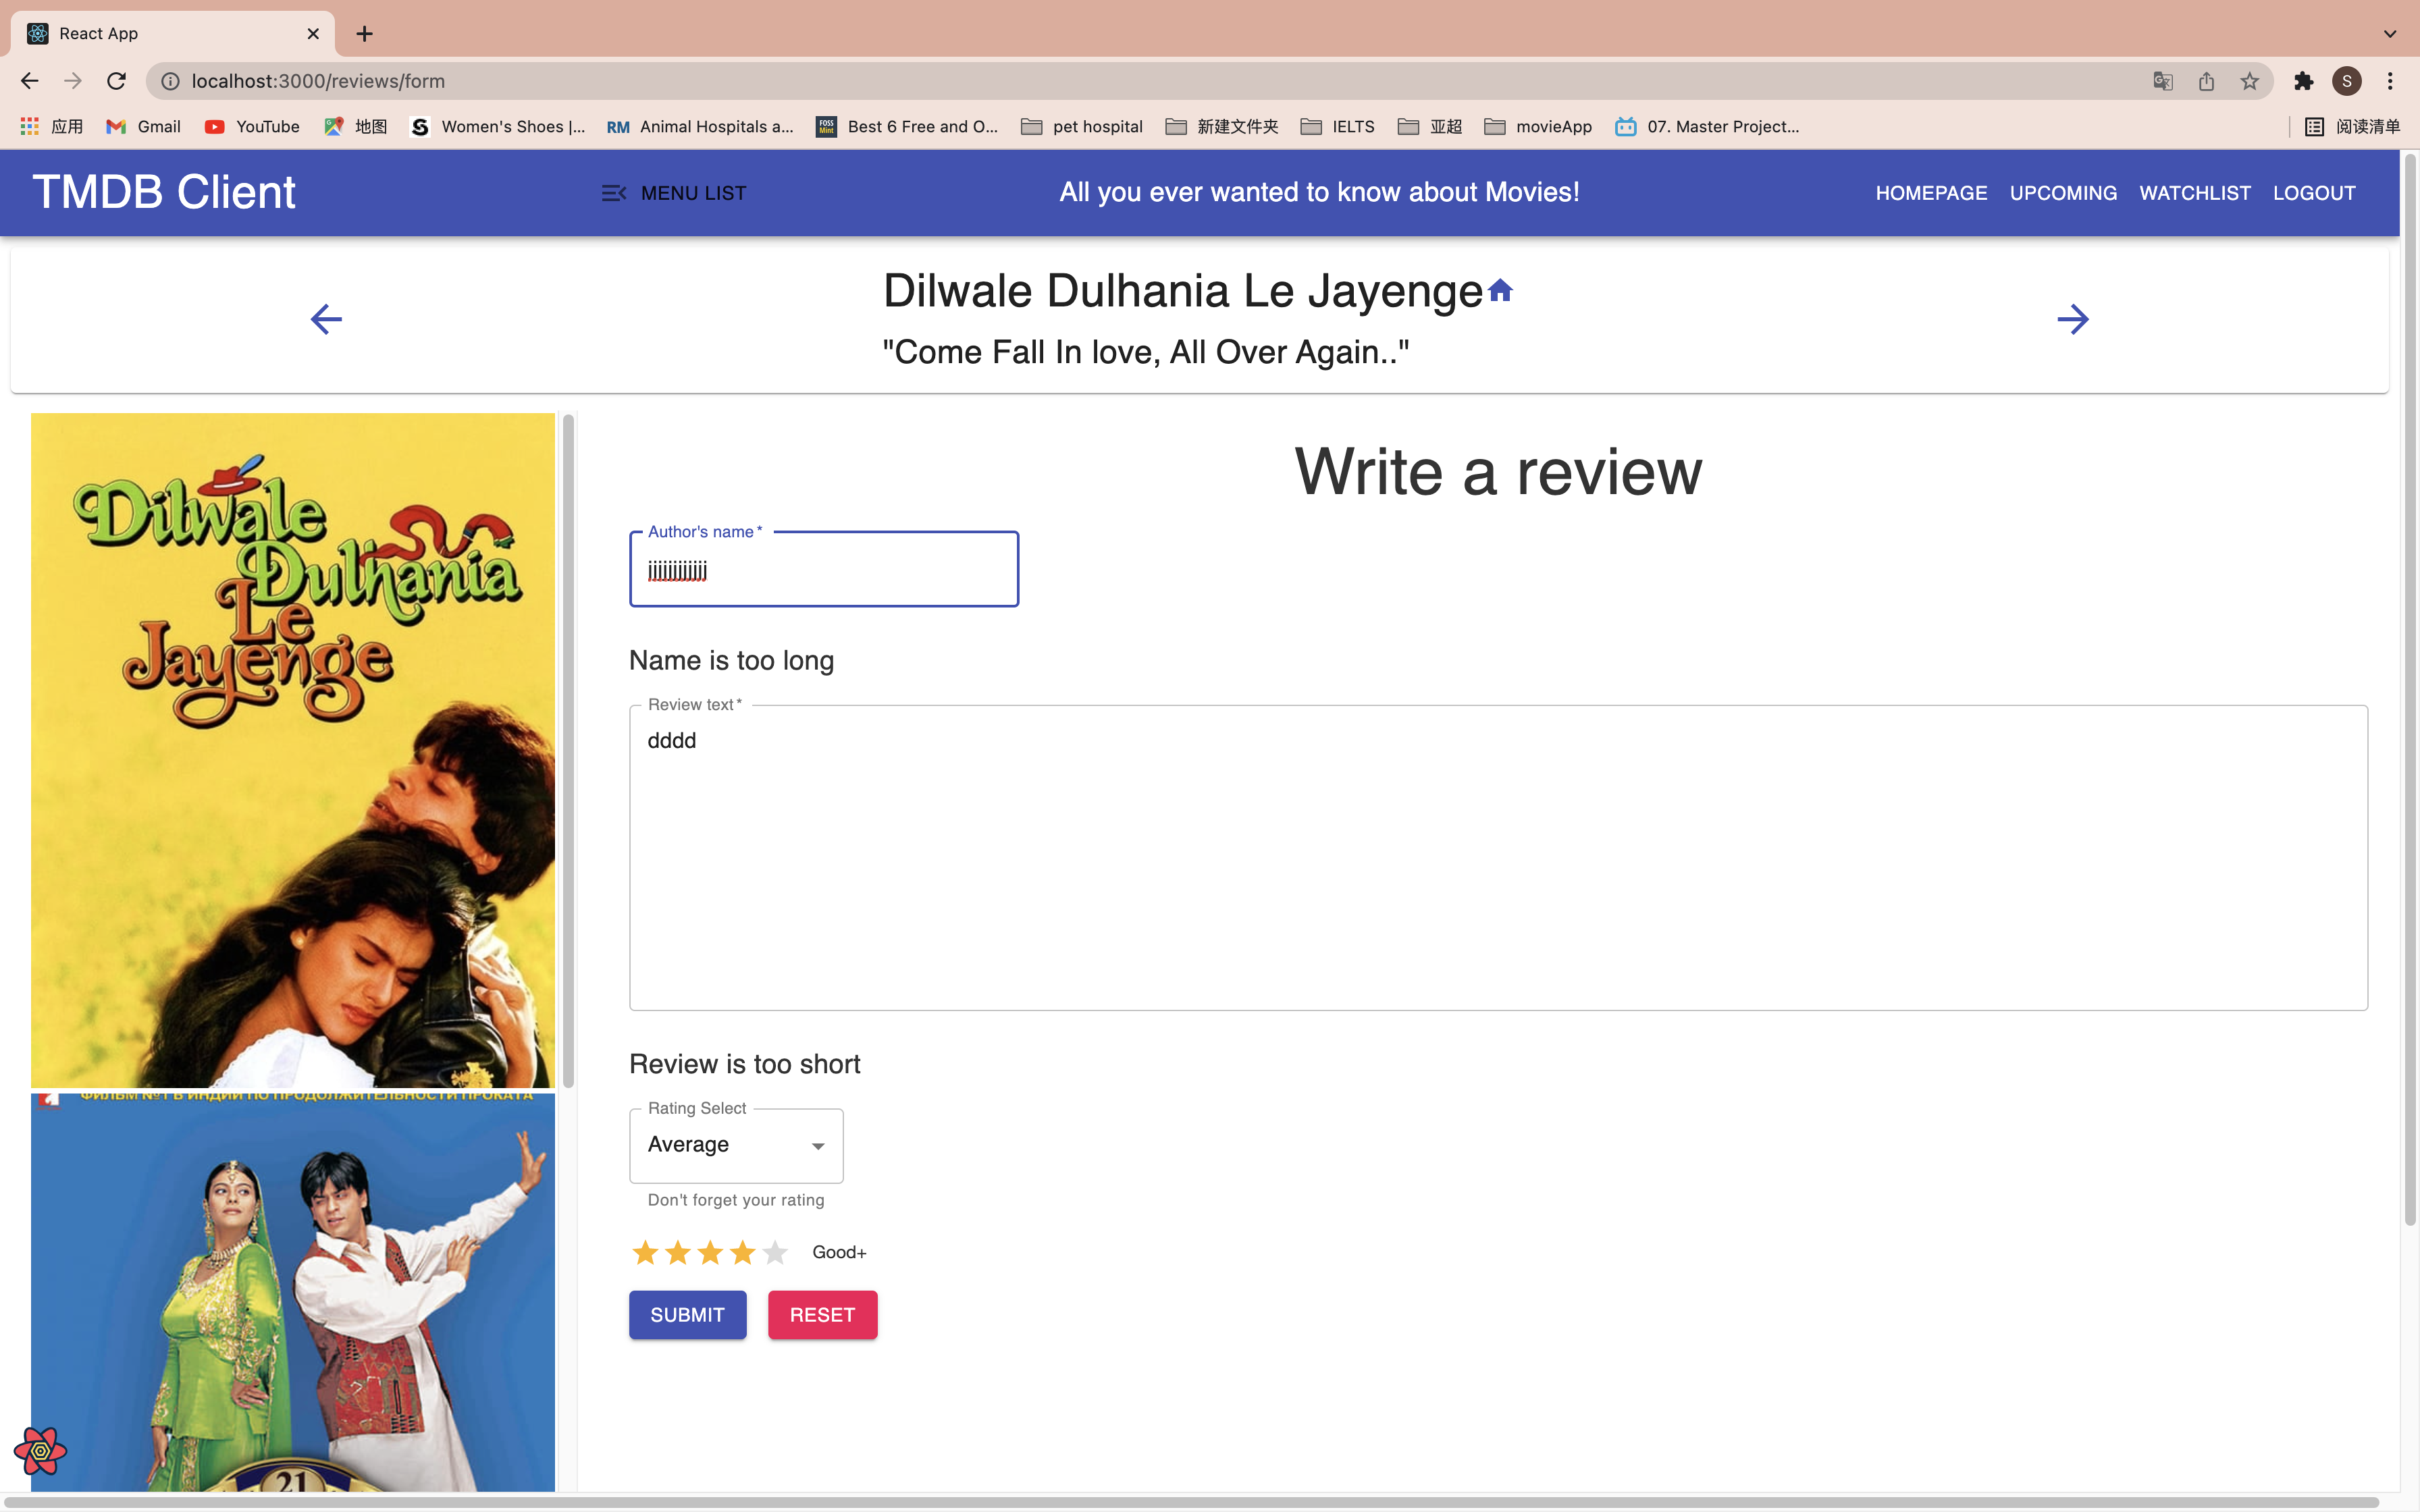 React App
localhost:3000/reviews/form
S
应用
Gmail
YouTube
地图
Women's Shoes |...
RM Animal Hospitals a...
FOSS Mint Best 6 Free and O...
pet hospital
新建文件夹
IELTS
亚超
movieApp
07. Master Project...
阅读清单
TMDB Client
MENU LIST
All you ever wanted to know about Movies!
HOMEPAGE
UPCOMING
WATCHLIST
LOGOUT
Dilwale Dulhania Le Jayenge
"Come Fall In love, All Over Again.."
Dilwale
Dulhania
Le
Jayenge
ФИЛЬМ №1 В ИНДИИ ПО ПРОДОЛЖИТЕЛЬНОСТИ ПРОКАТА
21
Write a review
Author's name *
Name is too long
Review text *
dddd
Review is too short
Rating Select
Average
Don't forget your rating
Good+
SUBMIT
RESET